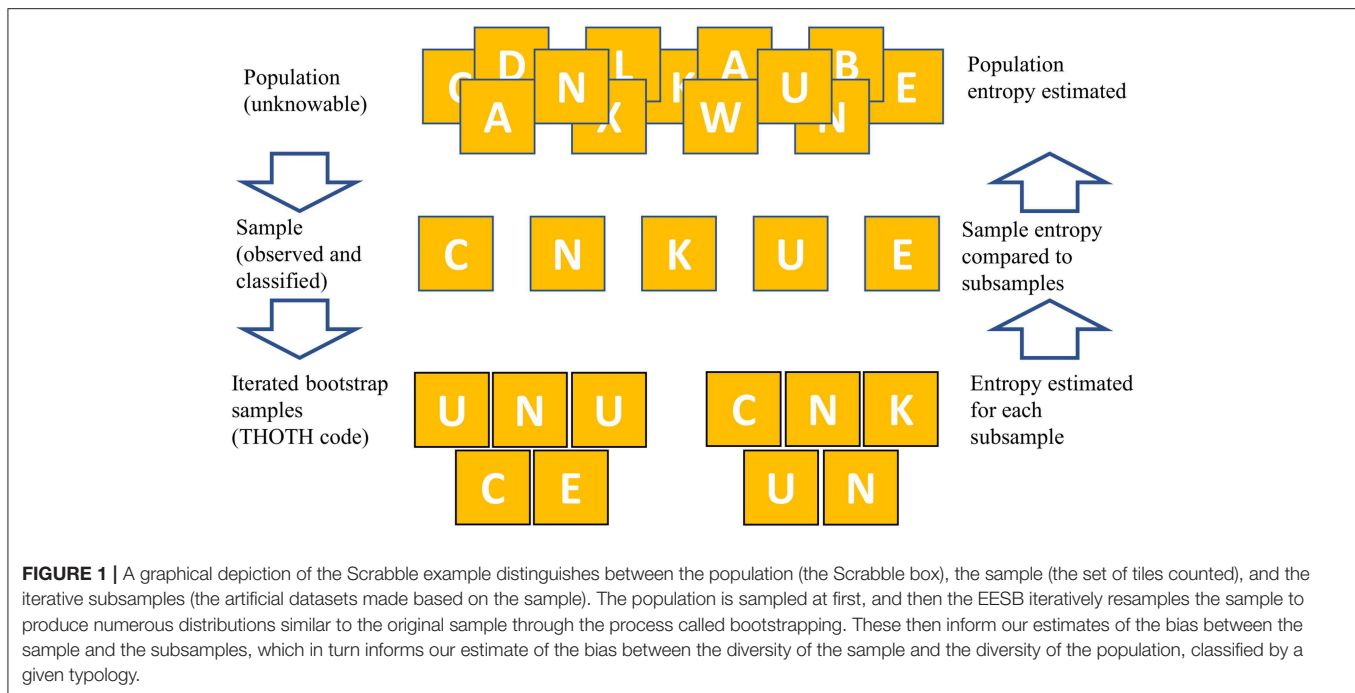 Population
(unknowable)
C D N L K A U B E
A X W N
Population
entropy estimated
Sample
(observed and
classified)
C N K U E
Sample entropy
compared to
subsamples
Iterated bootstrap
samples
(THOTH code)
U N U
C E
C N K
U N
Entropy estimated
for each
subsample
FIGURE 1 | A graphical depiction of the Scrabble example distinguishes between the population (the Scrabble box), the sample (the set of tiles counted), and the
iterative subsamples (the artificial datasets made based on the sample). The population is sampled at first, and then the EESB iteratively resamples the sample to
produce numerous distributions similar to the original sample through the process called bootstrapping. These then inform our estimates of the bias between the
sample and the subsamples, which in turn informs our estimate of the bias between the diversity of the sample and the diversity of the population, classified by a
given typology.